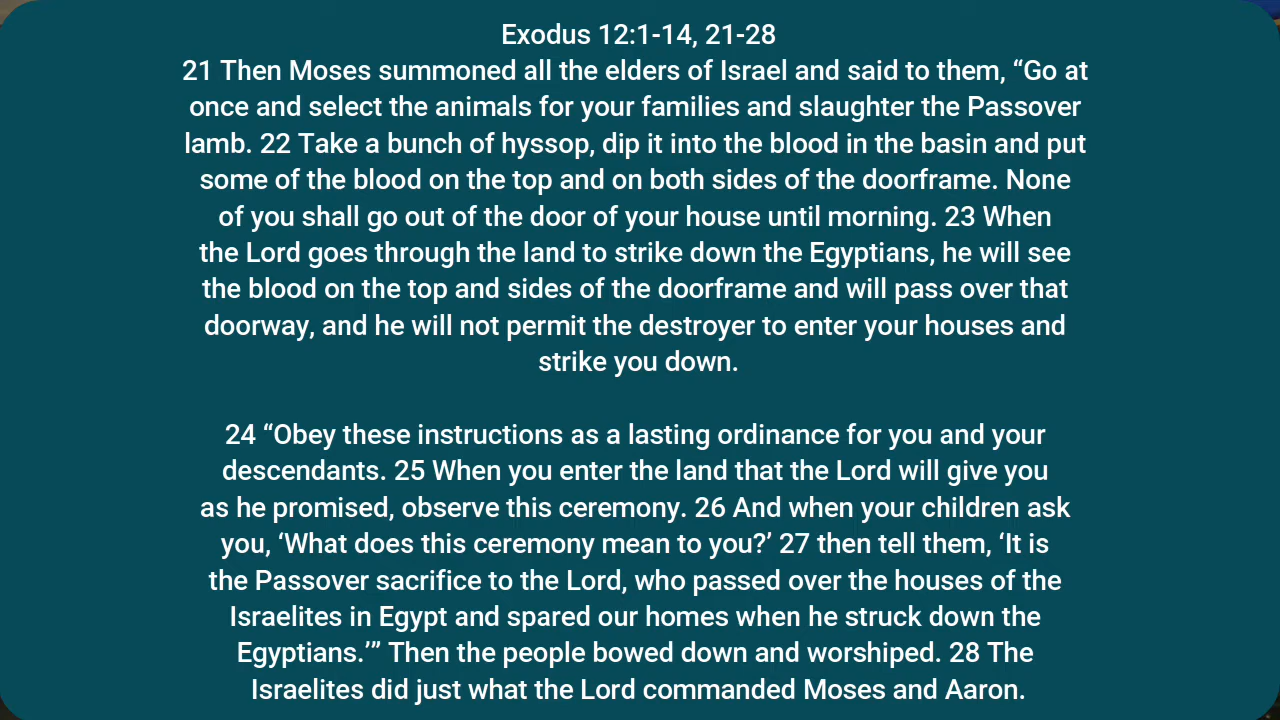 Exodus 12:1-14, 21-28
21 Then Moses summoned all the elders of Israel and said to them, “Go at
once and select the animals for your families and slaughter the Passover
lamb. 22 Take a bunch of hyssop, dip it into the blood in the basin and put
some of the blood on the top and on both sides of the doorframe. None
of you shall go out of the door of your house until morning. 23 When
the Lord goes through the land to strike down the Egyptians, he will see
the blood on the top and sides of the doorframe and will pass over that
doorway, and he will not permit the destroyer to enter your houses and
strike you down.
24 “Obey these instructions as a lasting ordinance for you and your
descendants. 25 When you enter the land that the Lord will give you
as he promised, observe this ceremony. 26 And when your children ask
you, ‘What does this ceremony mean to you?’ 27 then tell them, ‘It is
the Passover sacrifice to the Lord, who passed over the houses of the
Israelites in Egypt and spared our homes when he struck down the
Egyptians.’” Then the people bowed down and worshiped. 28 The
Israelites did just what the Lord commanded Moses and Aaron.